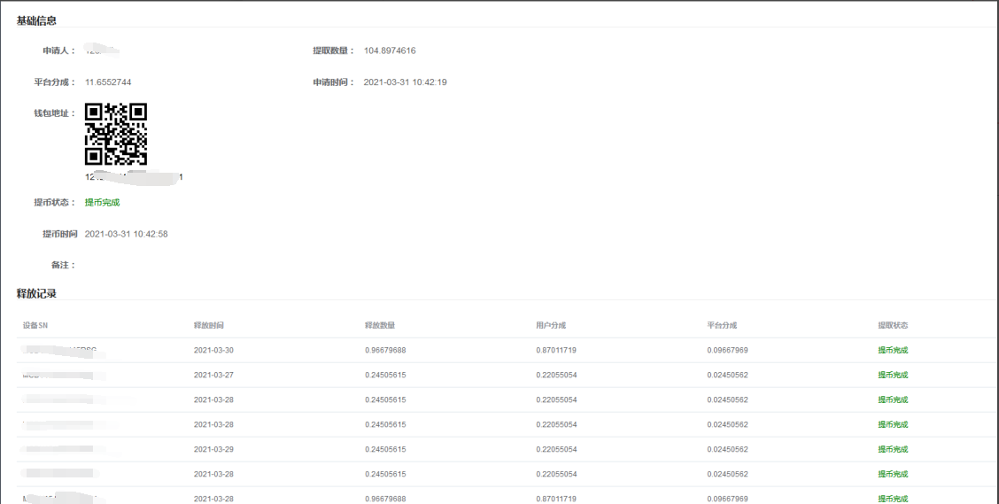 基础信息
申请人： 提取数量： 104.8974616
平台分成： 11.6552744 申请时间： 2021-03-31 10:42:19
钱包地址：
提币状态： 提币完成
提币时间 2021-03-31 10:42:58
备注：
释放记录
设备SN 释放时间 释放数量 用户分成 平台分成 提取状态
2021-03-30 0.96679688 0.87011719 0.09667969 提币完成
2021-03-27 0.24505615 0.22055054 0.02450562 提币完成
2021-03-28 0.24505615 0.22055054 0.02450562 提币完成
2021-03-28 0.24505615 0.22055054 0.02450562 提币完成
2021-03-29 0.24505615 0.22055054 0.02450562 提币完成
2021-03-28 0.24505615 0.22055054 0.02450562 提币完成
2021-03-28 0.96679688 0.87011719 0.09667969 提币完成